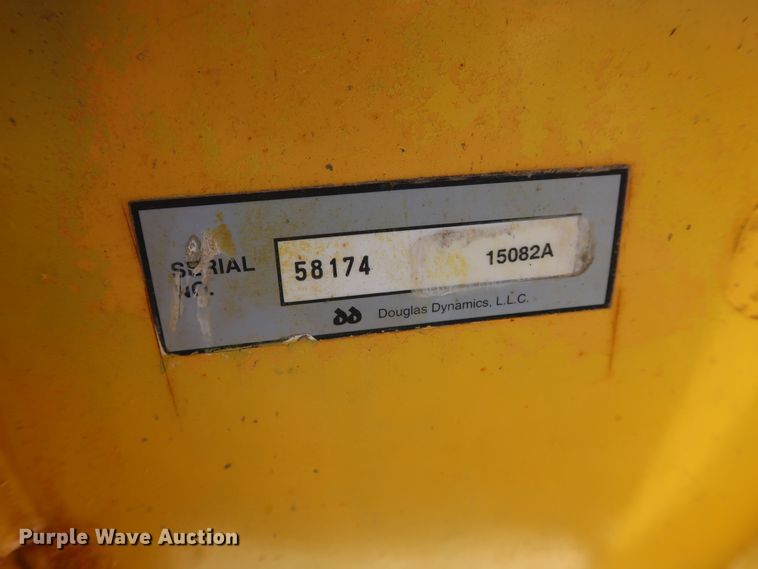 SERIAL
NO.
58174
15082A
Douglas Dynamics, L.L.C.
Purple Wave Auction